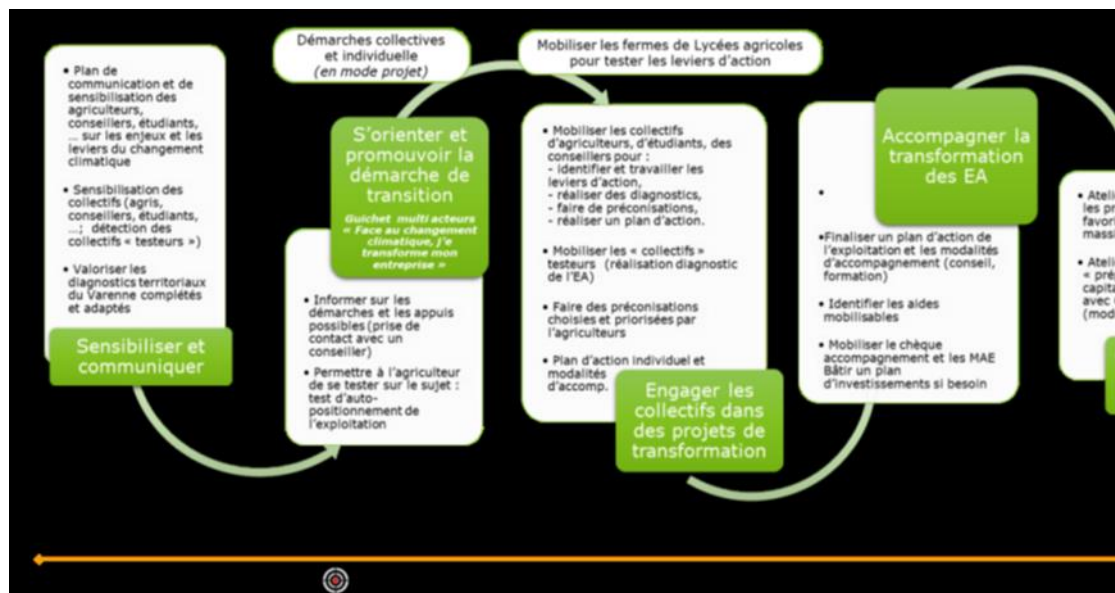 • Plan de
communication et de
sensibilisation des
agriculteurs,
conseillers, étudiants,
... sur les enjeux et les
leviers du changement
climatique
• Sensibilisation des
collectifs (agris,
conseillers, étudiants,
...; détection des
collectifs « testeurs »)
• Valoriser les
diagnostics territoriaux
du Varenne complétés
et adaptés
Sensibiliser et
communiquer
Démarches collectives
et individuelle
(en mode projet)
S'orienter et
promouvoir la
démarche de
transition
Guichet multi acteurs
« Face au changement
climatique, j'e
transforme mon
entreprise »
• Informer sur les
démarches et les appuis
possibles (prise de
contact avec un
conseiller)
• Permettre à l'agriculteur
de se tester sur le sujet :
test d'auto-
positionnement de
l'exploitation
Mobiliser les fermes de Lycées agricoles
pour tester les leviers d'action
• Mobiliser les collectifs
d'agriculteurs, d'étudiants, des
conseillers pour :
- identifier et travailler les
leviers d'action,
- réaliser des diagnostics,
- faire de préconisations,
- réaliser un plan d'action.
• Mobiliser les « collectifs »
testeurs (réalisation diagnostic
de l'EA)
• Faire des préconisations
choisies et priorisées par
l'agriculteurs
• Plan d'action individuel et
modalités
d'accomp.
Engager les
collectifs dans
des projets de
transformation
Accompagner la
transformation
des EA
•
•Finaliser un plan d'action de
l'exploitation et les modalités
d'accompagnement (conseil,
formation)
• Identifier les aides
mobilisables
• Mobiliser le chèque
accompagnement et les MAE
Bâtir un plan
d'investissements si besoin
• Ateli
les pr
favori
massi
• Ateli
« pré
capita
avec
(mod